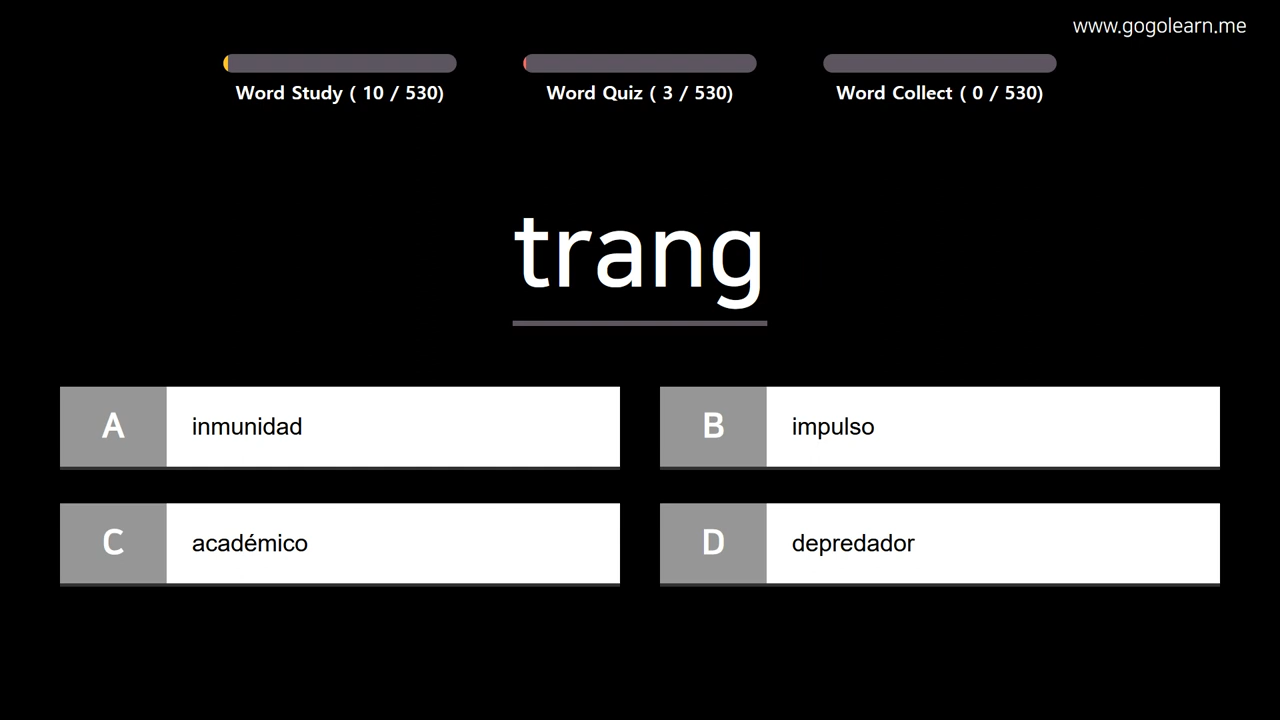 www.gogolearn.me
Word Study ( 10 / 530)
Word Quiz ( 3 / 530)
Word Collect ( 0 / 530)
trang
A inmunidad
B impulso
C académico
D depredador